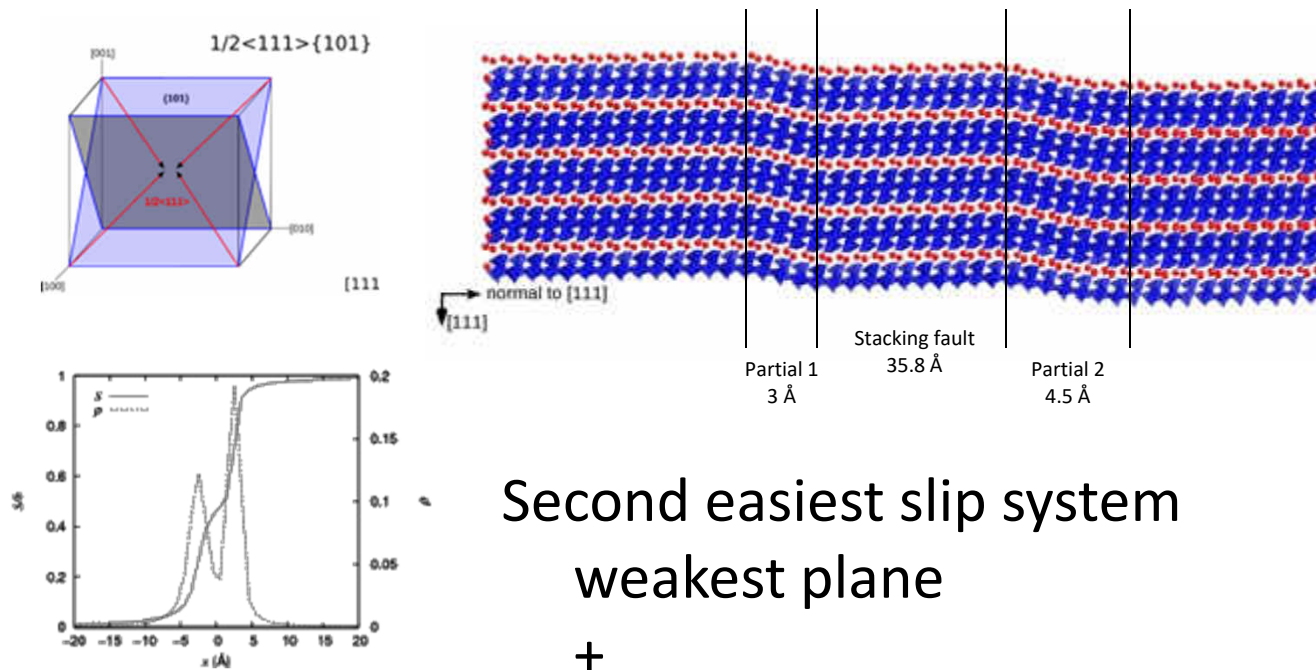 1/2<111>{101}
[001]
{101}
1/2<111>
[010]
[100]
[111
normal to [111]
[111]
Stacking fault
35.8 Å
Partial 1
3 Å
Partial 2
4.5 Å
S
ρ
1
0.8
0.6
0.4
0.2
0
0.2
0.15
0.1
0.05
0
S/b
ρ
−20 −15 −10 −5 0 5 10 15 20
x (Å)
Second easiest slip system
weakest plane
+